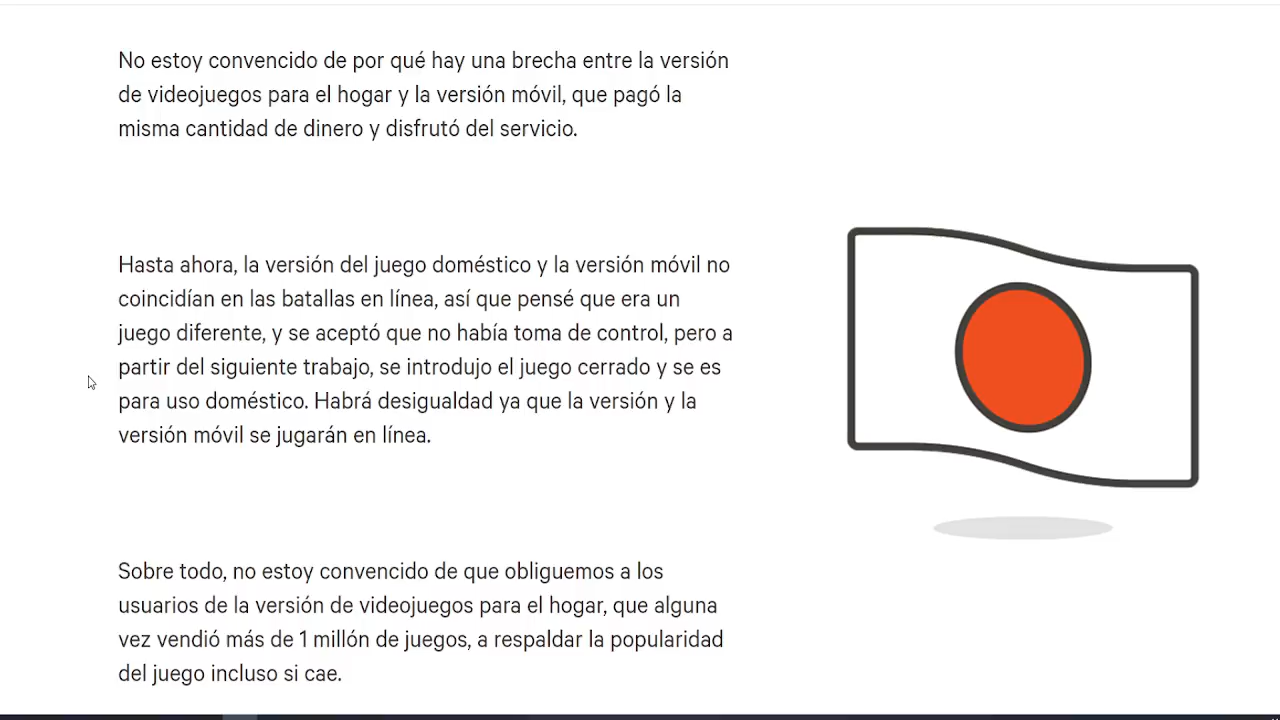 No estoy convencido de por qué hay una brecha entre la versión
de videojuegos para el hogar y la versión móvil, que pagó la
misma cantidad de dinero y disfrutó del servicio.
Hasta ahora, la versión del juego doméstico y la versión móvil no
coincidían en las batallas en línea, así que pensé que era un
juego diferente, y se aceptó que no había toma de control, pero a
partir del siguiente trabajo, se introdujo el juego cerrado y se es
para uso doméstico. Habrá desigualdad ya que la versión y la
versión móvil se jugarán en línea.
Sobre todo, no estoy convencido de que obliguemos a los
usuarios de la versión de videojuegos para el hogar, que alguna
vez vendió más de 1 millón de juegos, a respaldar la popularidad
del juego incluso si cae.